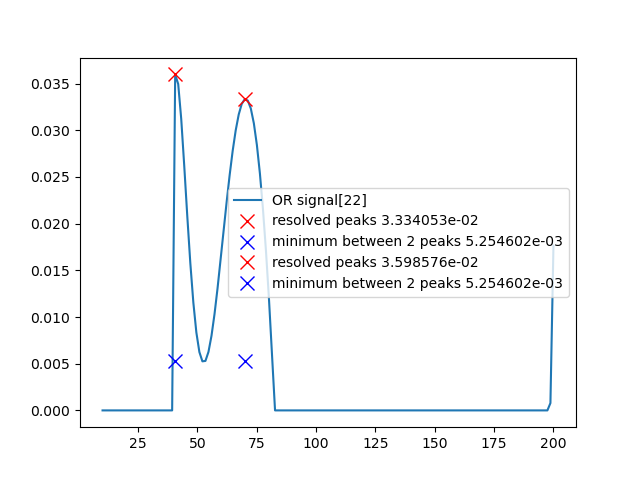 0.035
0.030
0.025
0.020
0.015
0.010
0.005
0.000
OR signal[22]
resolved peaks 3.334053e-02
minimum between 2 peaks 5.254602e-03
resolved peaks 3.598576e-02
minimum between 2 peaks 5.254602e-03
25 50 75 100 125 150 175 200